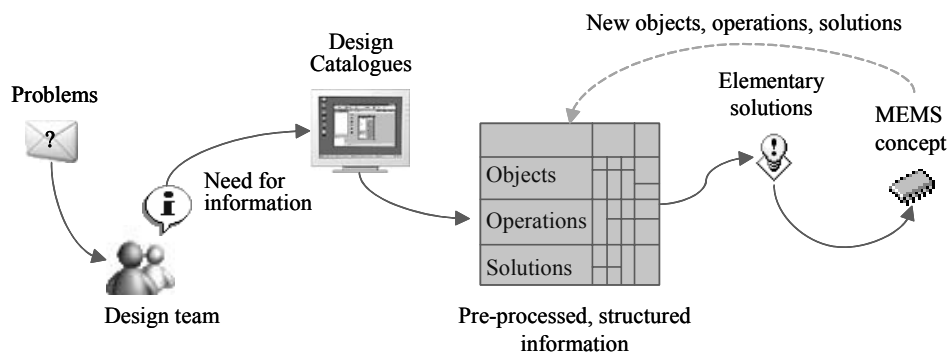 Problems
?
Design team
i
Need for
information
Design
Catalogues
Objects
Operations
Solutions
Pre-processed, structured
information
New objects, operations, solutions
Elementary
solutions
!
MEMS
concept